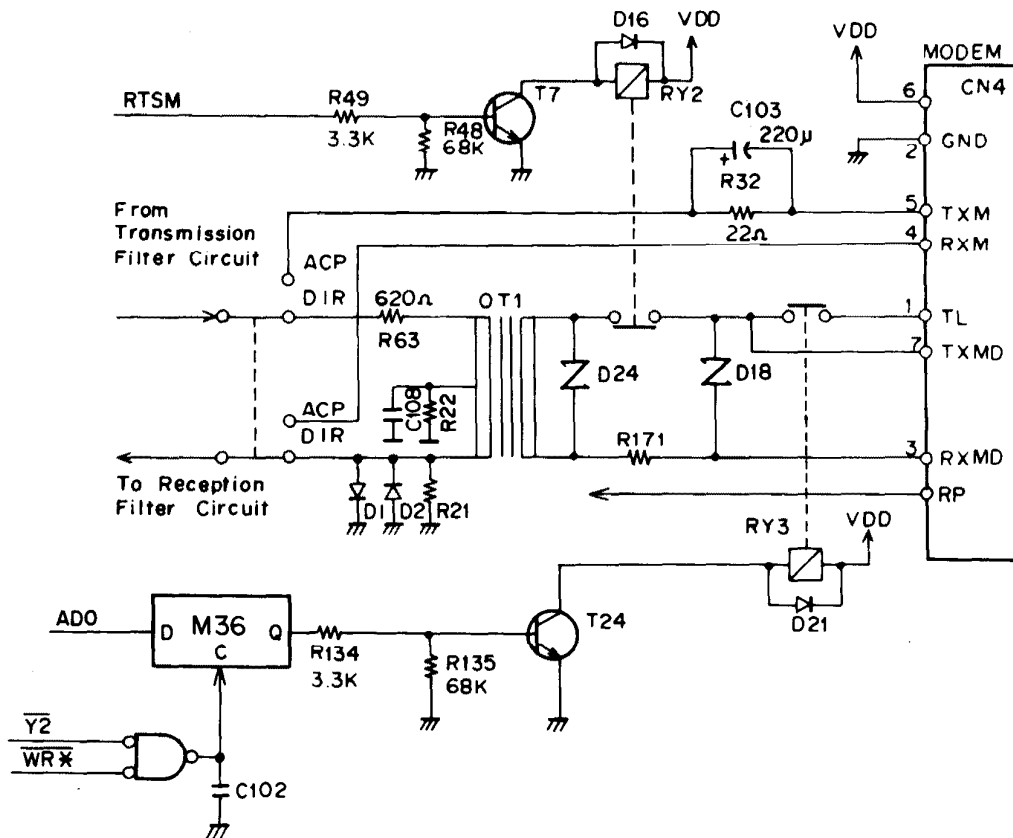 D16
VDD
VDD
MODEM
CN4
RTSM
R49
3.3K
R48
68K
T7
RY2
C103
220μ
+
R32
22Ω
6
2
GND
5
TXM
4
RXM
From
Transmission
Filter Circuit
ACP
DIR
620Ω
R63
OT1
1
TL
7
TXMD
D24
D18
C108
R22
ACP
DIR
R171
3
RXMD
To Reception
Filter Circuit
D1
D2
R21
RP
RY3
VDD
D21
AD0
D
M36
Q
C
R134
3.3K
R135
68K
T24
Y2
WR*
C102